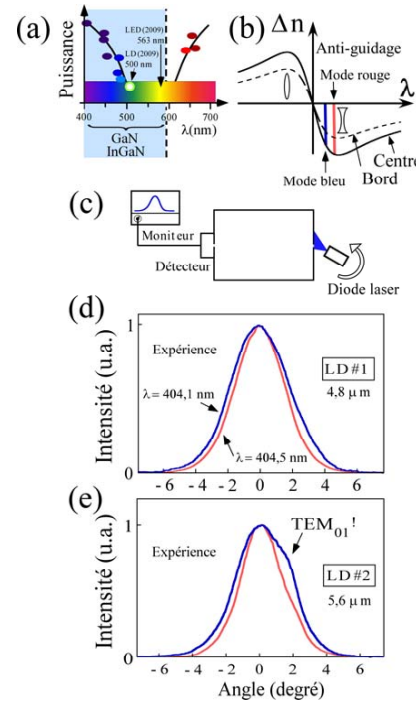 (a)
Puissance
LED (2009)
563 nm
LD (2009)
500 nm
400 500 600 700
λ(nm)
GaN
InGaN
(b)
Δn
Anti-guidage
Mode rouge
λ
Centre
Bord
Mode bleu
(c)
Moniteur
Détecteur
Diode laser
(d)
Intensité (u.a.)
1
0
Expérience
LD #1
4,8 μm
λ = 404,1 nm
λ = 404,5 nm
- 6 - 4 - 2 0 2 4 6
(e)
Intensité (u.a.)
1
0
Expérience
TEM01 !
LD #2
5,6 μm
- 6 - 4 - 2 0 2 4 6
Angle (degré)